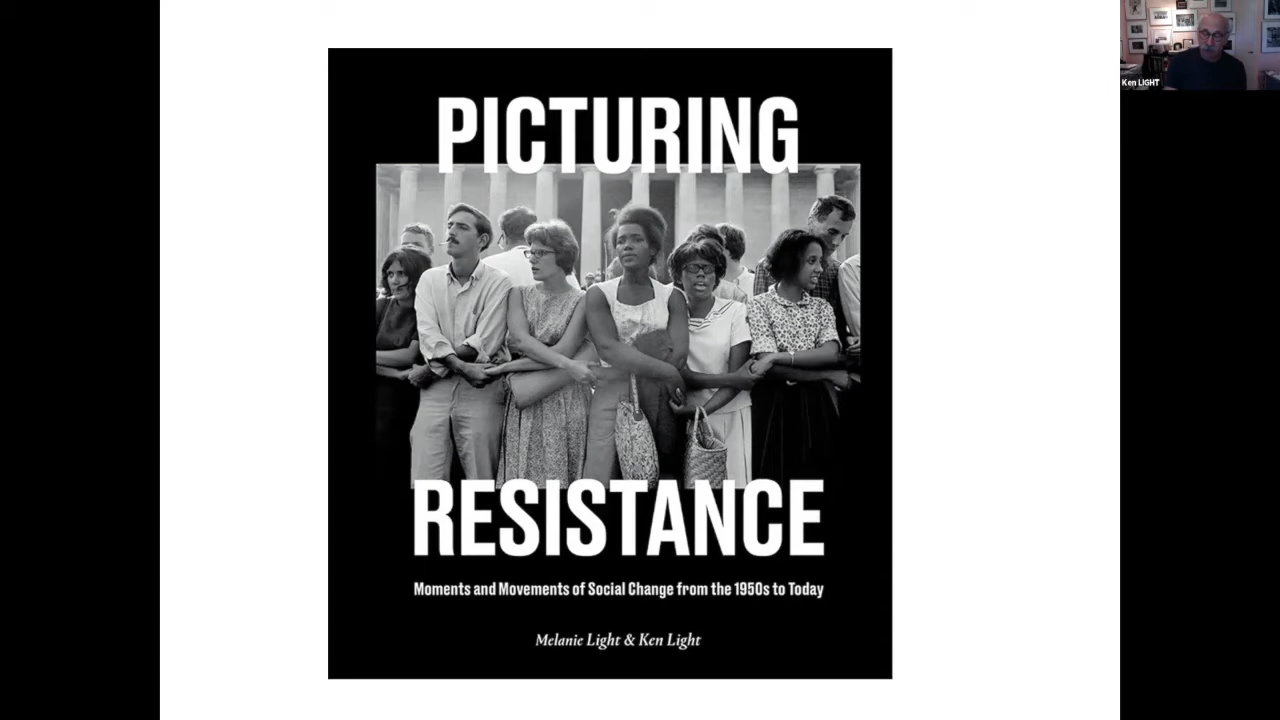 PICTURING
RESISTANCE
Moments and Movements of Social Change from the 1950s to Today
Melanie Light & Ken Light
Ken LIGHT